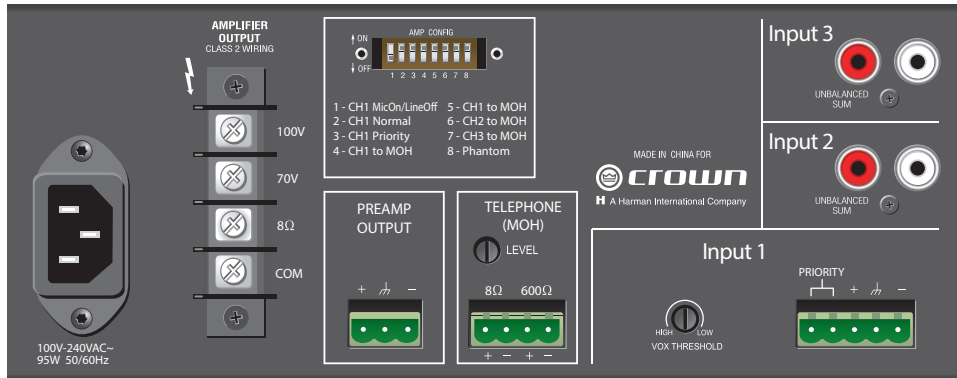 AMPLIFIER
OUTPUT
CLASS 2 WIRING
100V
70V
8Ω
COM
100V-240VAC~
95W 50/60Hz
AMP CONFIG
ON
OFF
1 2 3 4 5 6 7 8
1 - CH1 MicOn/LineOff
2 - CH1 Normal
3 - CH1 Priority
4 - CH1 to MOH
5 - CH1 to MOH
6 - CH2 to MOH
7 - CH3 to MOH
8 - Phantom
PREAMP
OUTPUT
+ −
TELEPHONE
(MOH)
LEVEL
8Ω 600Ω
+ − + −
MADE IN CHINA FOR
crown
H A Harman International Company
Input 3
UNBALANCED
SUM
Input 2
UNBALANCED
SUM
Input 1
HIGH LOW
VOX THRESHOLD
PRIORITY
+ −